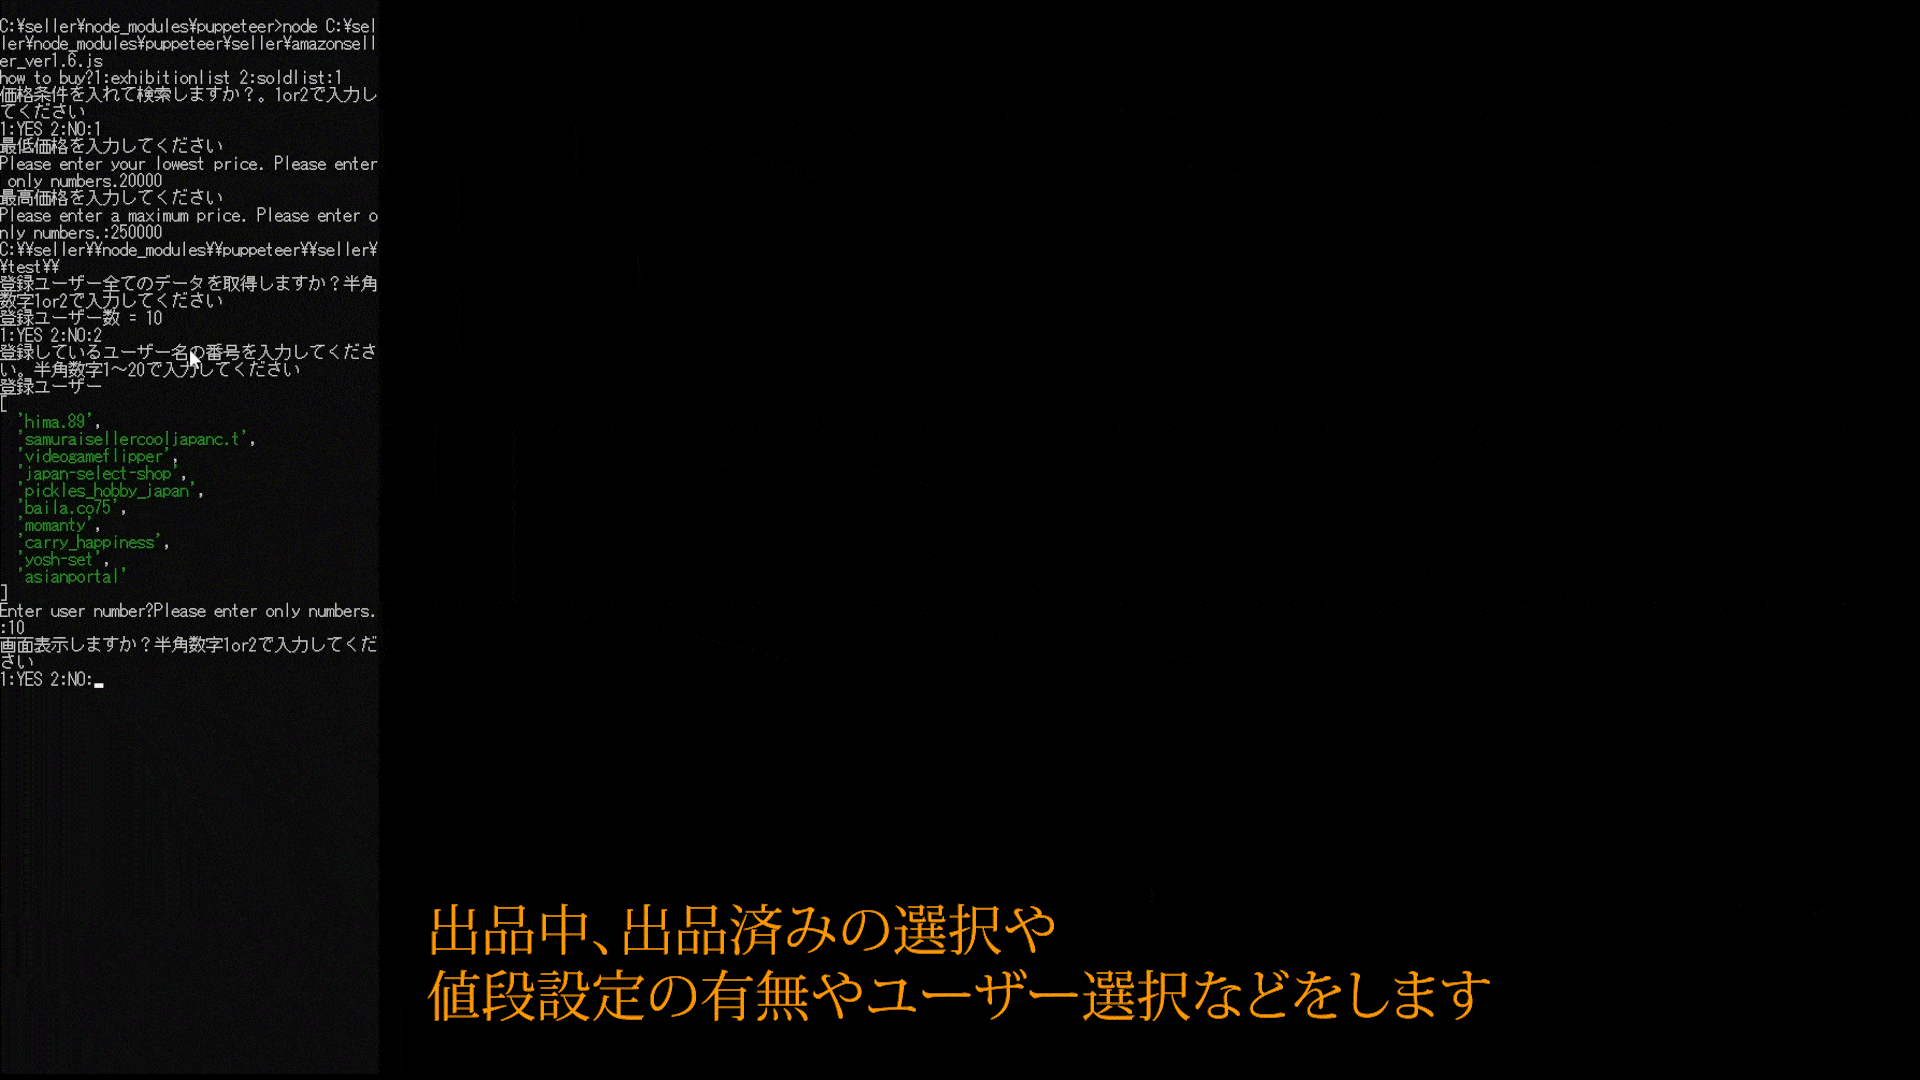 C:¥seller¥node_modules¥puppeteer>node C:¥sel
ler¥node_modules¥puppeteer¥seller¥amazonsell
er_ver1.6.js
how to buy?1:exhibitionlist 2:soldlist:1
価格条件を入れて検索しますか？。1or2で入力し
てください
1:YES 2:NO:1
最低価格を入力してください
Please enter your lowest price. Please enter
 only numbers.20000
最高価格を入力してください
Please enter a maximum price. Please enter o
nly numbers.:250000
C:¥¥seller¥¥node_modules¥¥puppeteer¥¥seller¥
¥test¥¥
登録ユーザー全てのデータを取得しますか？半角
数字1or2で入力してください
登録ユーザー数 = 10
1:YES 2:NO:2
登録しているユーザー名の番号を入力してくださ
い。半角数字1～20で入力してください
登録ユーザー
[
  'hima.89',
  'samuraisellercooljapanc.t',
  'videogameflipper',
  'japan-select-shop',
  'pickles_hobby_japan',
  'baila.co75',
  'momanty',
  'carry_happiness',
  'yosh-set',
  'asianportal'
]
Enter user number?Please enter only numbers.
:10
画面表示しますか？半角数字1or2で入力してくだ
さい
1:YES 2:NO:
出品中、出品済みの選択や
値段設定の有無やユーザー選択などをします